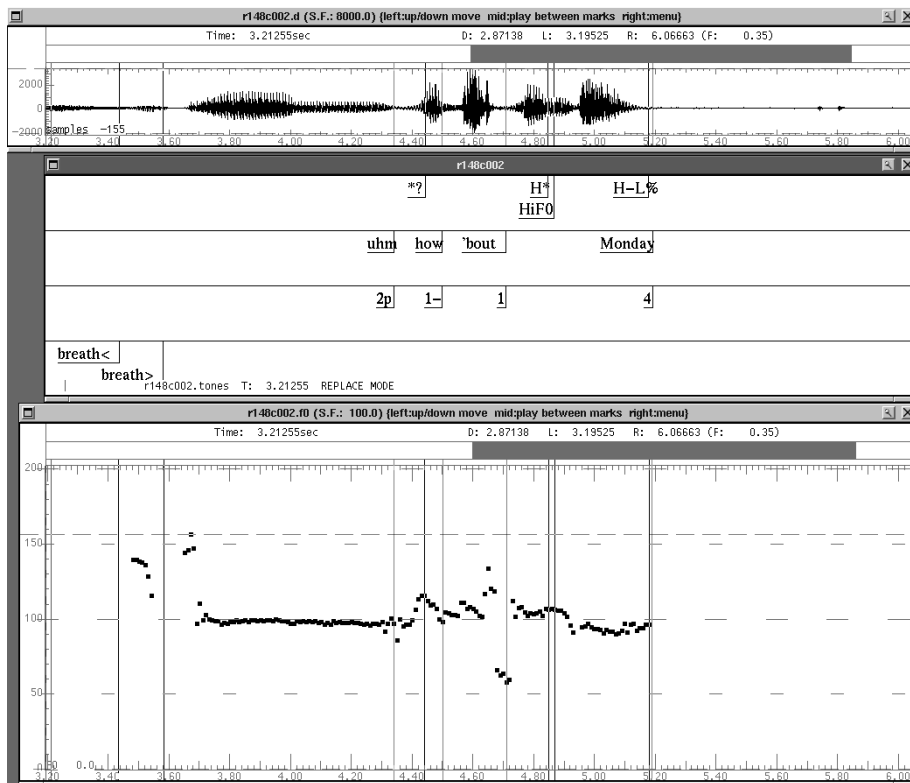 r148c002.d (S.F.: 8000.0) {left:up/down move mid:play between marks right:menu}
Time: 3.21255sec D: 2.87138 L: 3.19525 R: 6.06663 (F: 0.35)
2000
0
-2000
samples -155
3.20 3.40 3.60 3.80 4.00 4.20 4.40 4.60 4.80 5.00 5.20 5.40 5.60 5.80 6.00
r148c002
*? H* H-L%
HiF0
uhm how `bout Monday
2p 1- 1 4
breath<
breath>
r148c002.tones T: 3.21255 REPLACE MODE
r148c002.f0 (S.F.: 100.0) {left:up/down move mid:play between marks right:menu}
Time: 3.21255sec D: 2.87138 L: 3.19525 R: 6.06663 (F: 0.35)
200
150
100
50
0.0
3.20 3.40 3.60 3.80 4.00 4.20 4.40 4.60 4.80 5.00 5.20 5.40 5.60 5.80 6.00